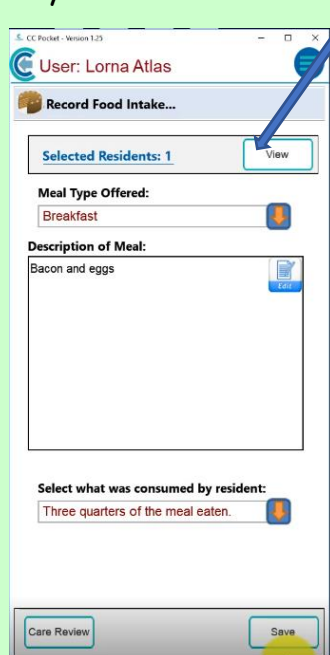 CC Pocket - Version 1.25
User: Lorna Atlas
Record Food Intake...
Selected Residents: 1
View
Meal Type Offered:
Breakfast
Description of Meal:
Bacon and eggs
Edit
Select what was consumed by resident:
Three quarters of the meal eaten.
Care Review
Save